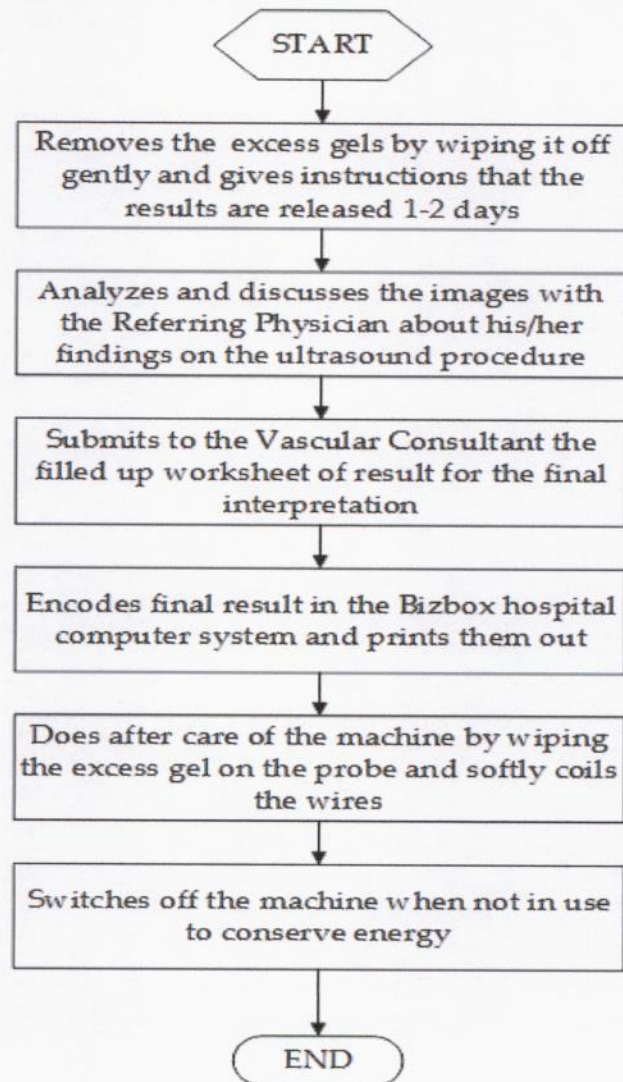 START
Removes the excess gels by wiping it off
gently and gives instructions that the
results are released 1-2 days
Analyzes and discusses the images with
the Referring Physician about his/her
findings on the ultrasound procedure
Submits to the Vascular Consultant the
filled up worksheet of result for the final
interpretation
Encodes final result in the Bizbox hospital
computer system and prints them out
Does after care of the machine by wiping
the excess gel on the probe and softly coils
the wires
Switches off the machine when not in use
to conserve energy
END